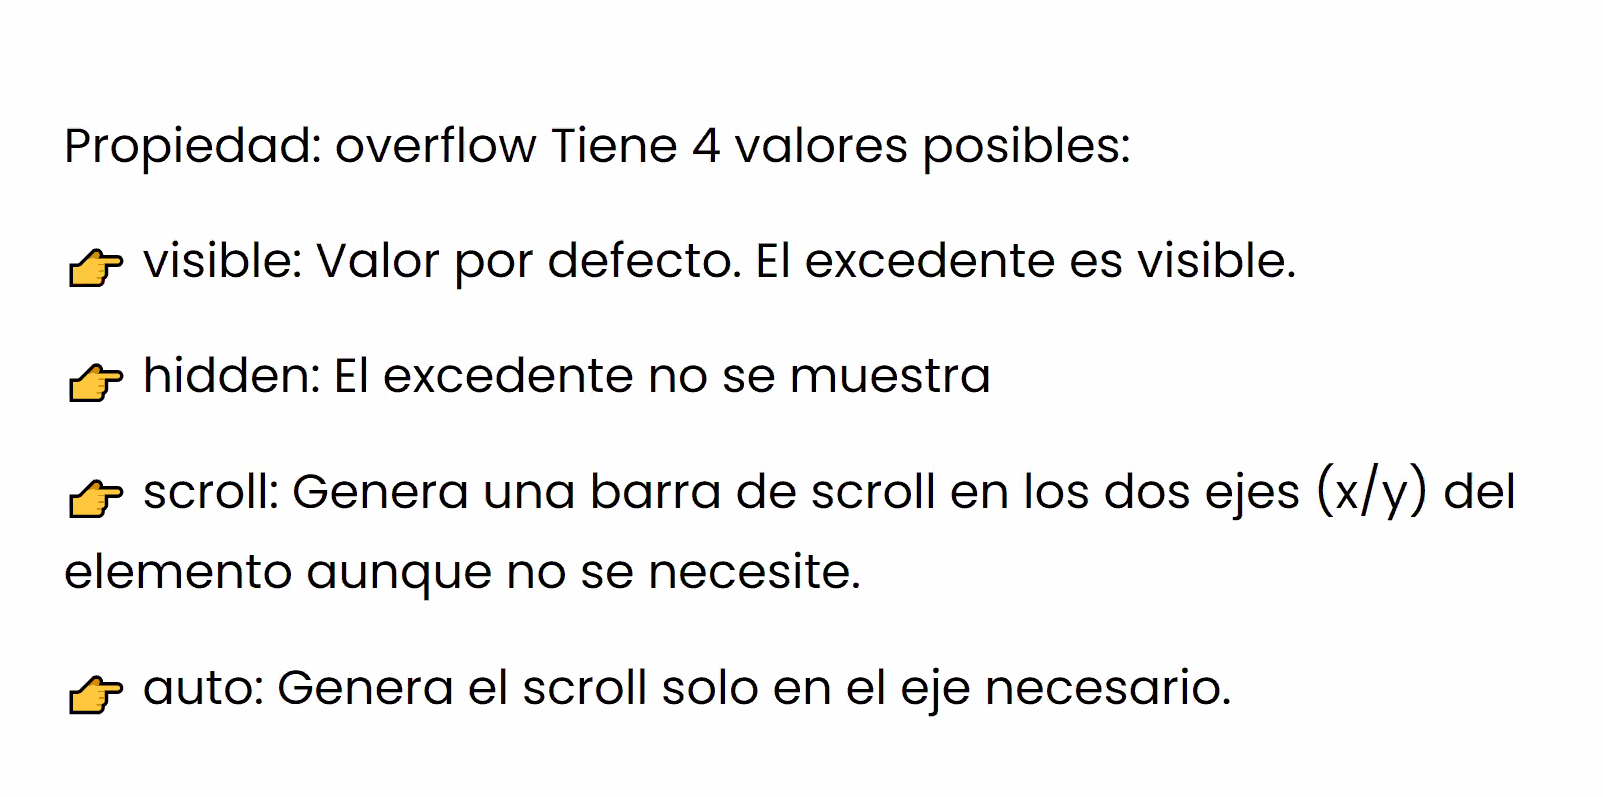 Propiedad: overflow Tiene 4 valores posibles:
👉 visible: Valor por defecto. El excedente es visible.
👉 hidden: El excedente no se muestra
👉 scroll: Genera una barra de scroll en los dos ejes (x/y) del
elemento aunque no se necesite.
👉 auto: Genera el scroll solo en el eje necesario.